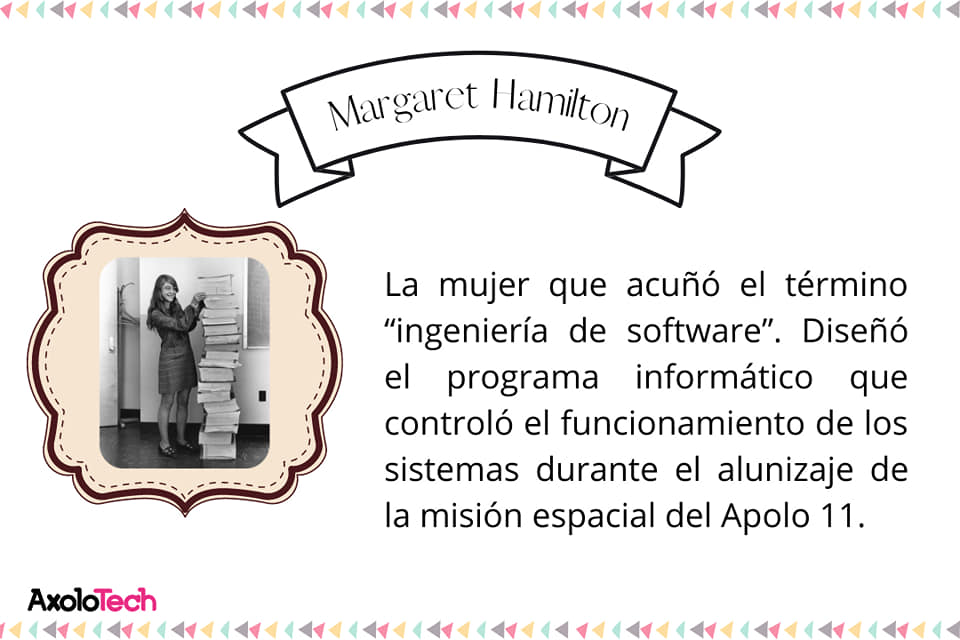 Margaret Hamilton
La mujer que acuñó el término
“ingeniería de software”. Diseñó
el programa informático que
controló el funcionamiento de los
sistemas durante el alunizaje de
la misión espacial del Apolo 11.
AxoloTech